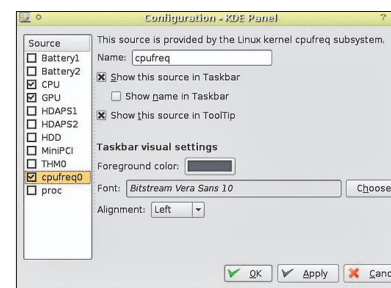 Configuration - KDE Panel ?
Source
Battery1
Battery2
CPU
GPU
HDAPS1
HDAPS2
HDD
MiniPCI
THM0
cpufreq0
proc
This source is provided by the Linux kernel cpufreq subsystem.
Name: cpufreq
Show this source in Taskbar
Show name in Taskbar
Show this source in ToolTip
Taskbar visual settings
Foreground color:
Font: Bitstream Vera Sans 10 Choose
Alignment: Left
OK Apply Canc